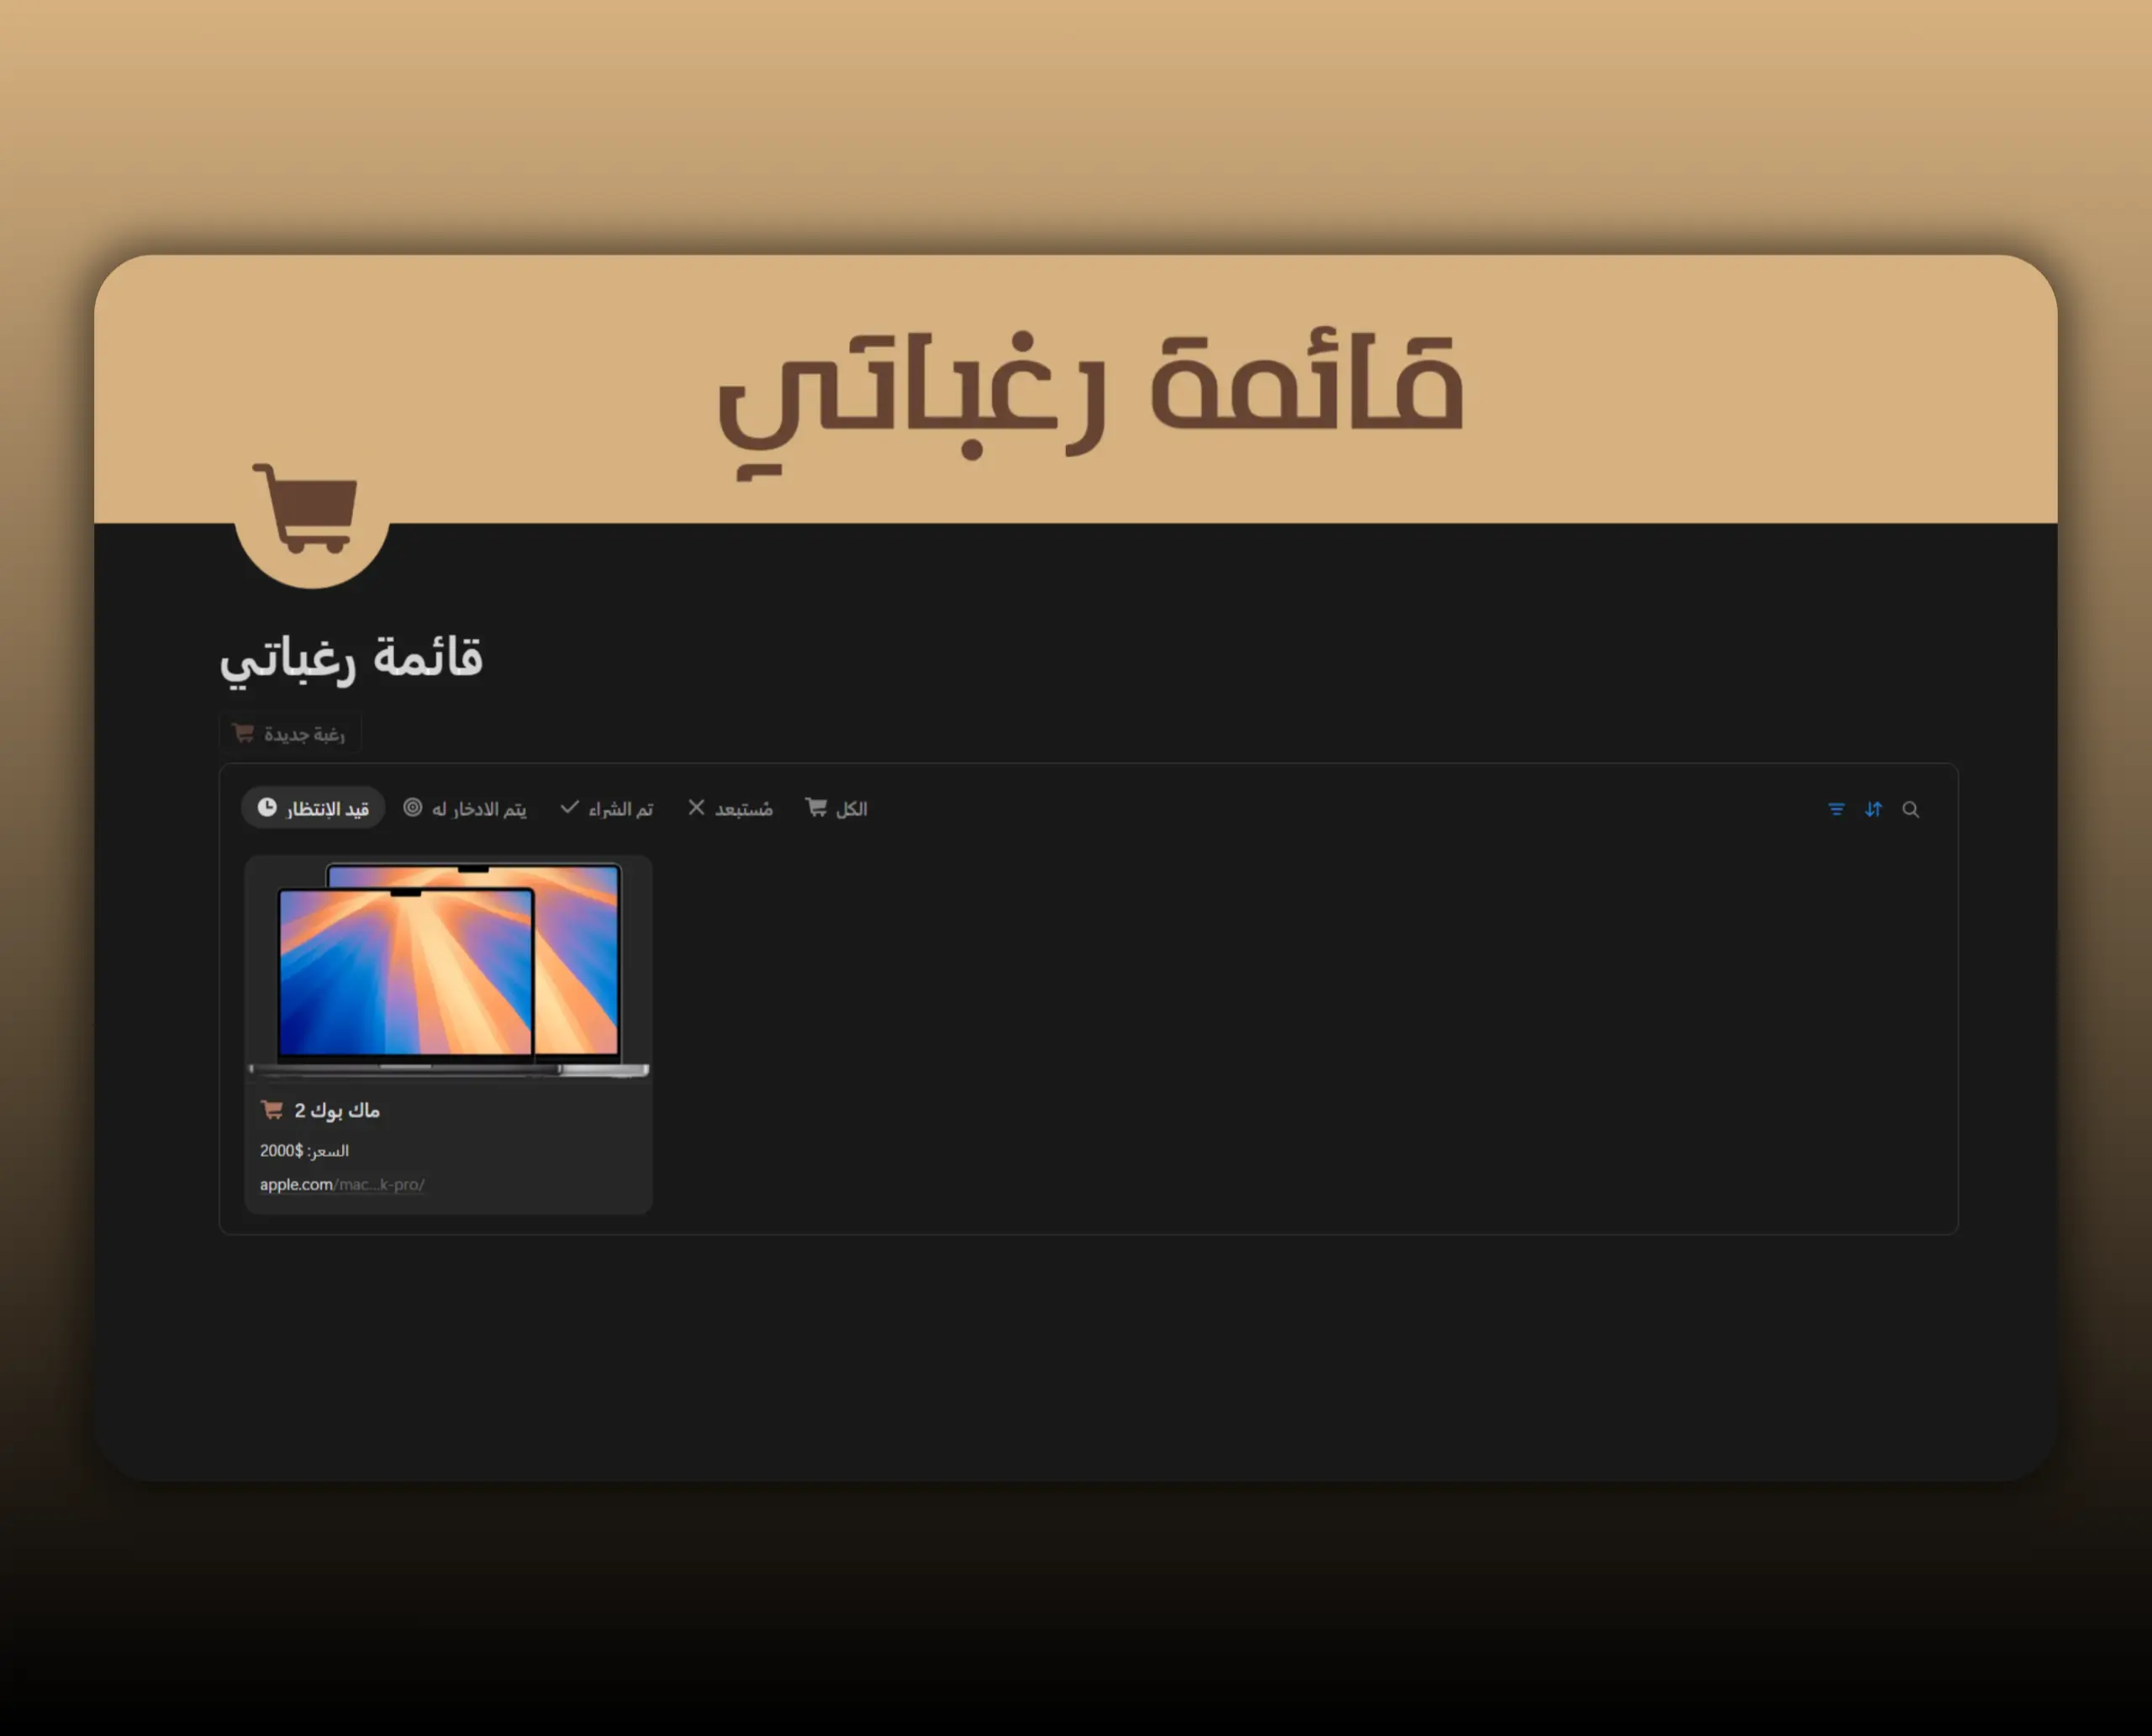 قائمة رغباتي
قائمة رغباتي
رغبة جديدة
قيد الإنتظار يتم الادخار له تم الشراء مُستبعد الكل
ماك بوك 2
السعر: $2000
apple.com/mac...k-pro/